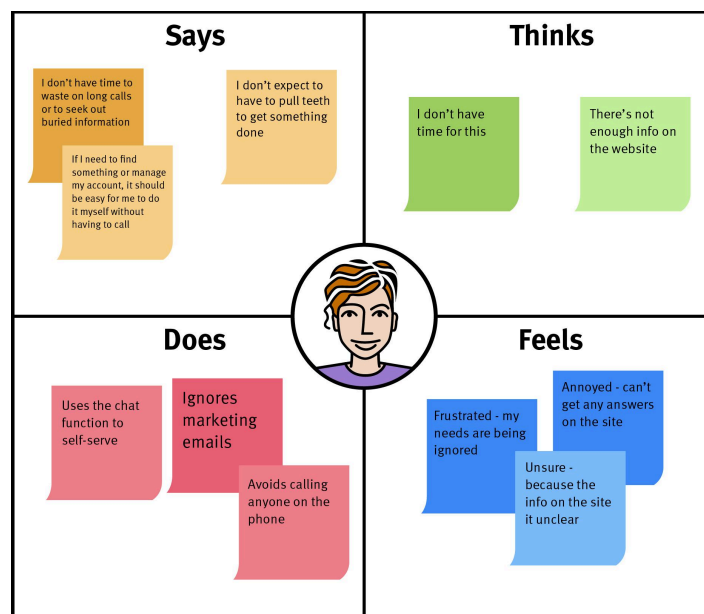 Says
I don't have time to
waste on long calls
or to seek out
buried information
If I need to find
something or manage
my account, it should
be easy for me to do
it myself without
having to call
I don't expect to
have to pull teeth
to get something
done
Thinks
I don't have
time for this
There's not
enough info on
the website
Does
Uses the chat
function to
self-serve
Ignores
marketing
emails
Avoids calling
anyone on the
phone
Feels
Frustrated - my
needs are being
ignored
Annoyed - can't
get any answers
on the site
Unsure -
because the
info on the site
it unclear